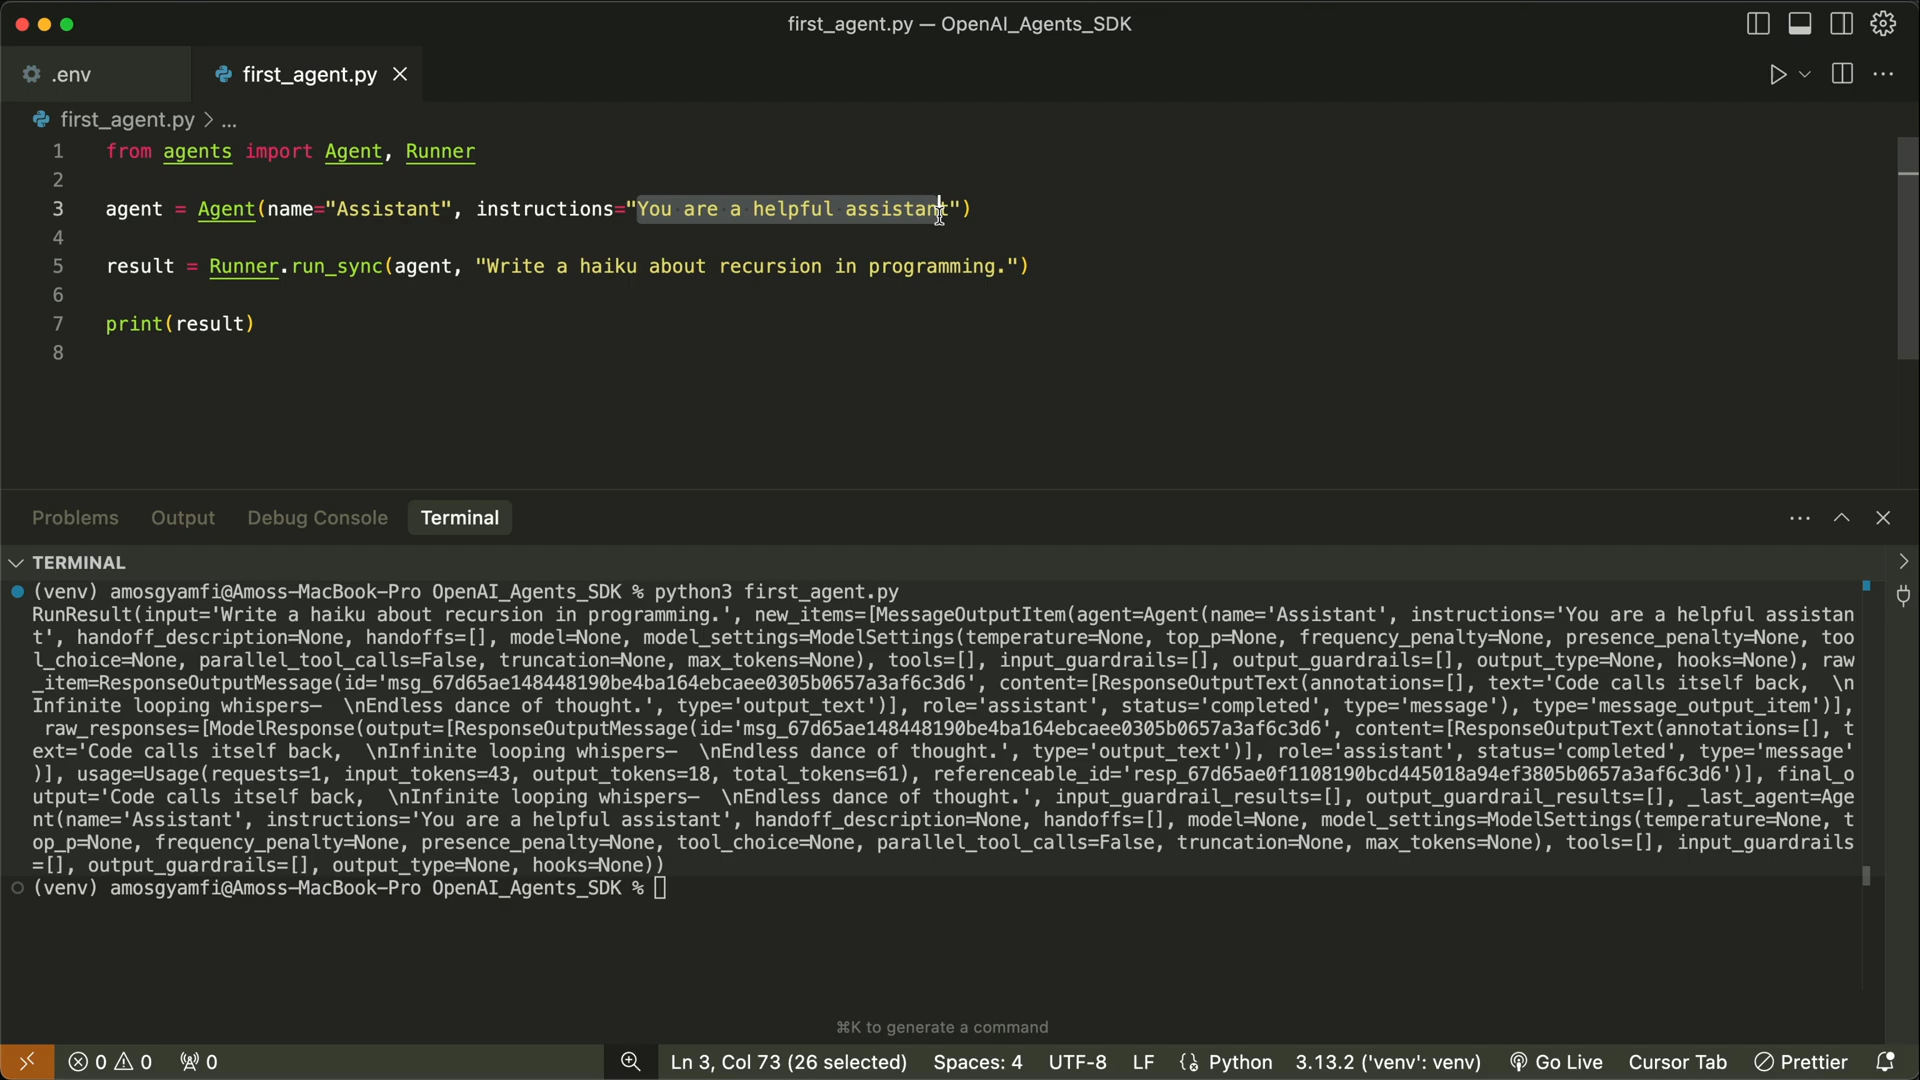 first_agent.py — OpenAI_Agents_SDK
.env
first_agent.py
first_agent.py > ...
1 from agents import Agent, Runner
2
3 agent = Agent(name="Assistant", instructions="You are a helpful assistant")
4
5 result = Runner.run_sync(agent, "Write a haiku about recursion in programming.")
6
7 print(result)
8
Problems Output Debug Console Terminal
TERMINAL
(venv) amosgyamfi@Amoss-MacBook-Pro OpenAI_Agents_SDK % python3 first_agent.py
RunResult(input='Write a haiku about recursion in programming.', new_items=[MessageOutputItem(agent=Agent(name='Assistant', instructions='You are a helpful assistan
t', handoff_description=None, handoffs=[], model=None, model_settings=ModelSettings(temperature=None, top_p=None, frequency_penalty=None, presence_penalty=None, too
l_choice=None, parallel_tool_calls=False, truncation=None, max_tokens=None), tools=[], input_guardrails=[], output_guardrails=[], output_type=None, hooks=None), raw
_item=ResponseOutputMessage(id='msg_67d65ae148448190be4ba164ebcaee0305b0657a3af6c3d6', content=[ResponseOutputText(annotations=[], text='Code calls itself back,  \n
Infinite looping whispers—  \nEndless dance of thought.', type='output_text')], role='assistant', status='completed', type='message'), type='message_output_item')],
 raw_responses=[ModelResponse(output=[ResponseOutputMessage(id='msg_67d65ae148448190be4ba164ebcaee0305b0657a3af6c3d6', content=[ResponseOutputText(annotations=[], t
ext='Code calls itself back,  \nInfinite looping whispers—  \nEndless dance of thought.', type='output_text')], role='assistant', status='completed', type='message'
)], usage=Usage(requests=1, input_tokens=43, output_tokens=18, total_tokens=61), referenceable_id='resp_67d65ae0f1108190bcd445018a94ef3805b0657a3af6c3d6')], final_o
utput='Code calls itself back,  \nInfinite looping whispers—  \nEndless dance of thought.', input_guardrail_results=[], output_guardrail_results=[], _last_agent=Age
nt(name='Assistant', instructions='You are a helpful assistant', handoff_description=None, handoffs=[], model=None, model_settings=ModelSettings(temperature=None, t
op_p=None, frequency_penalty=None, presence_penalty=None, tool_choice=None, parallel_tool_calls=False, truncation=None, max_tokens=None), tools=[], input_guardrails
=[], output_guardrails=[], output_type=None, hooks=None))
(venv) amosgyamfi@Amoss-MacBook-Pro OpenAI_Agents_SDK %
⌘K to generate a command
0 0 0 Ln 3, Col 73 (26 selected) Spaces: 4 UTF-8 LF {} Python 3.13.2 ('venv': venv) Go Live Cursor Tab Prettier